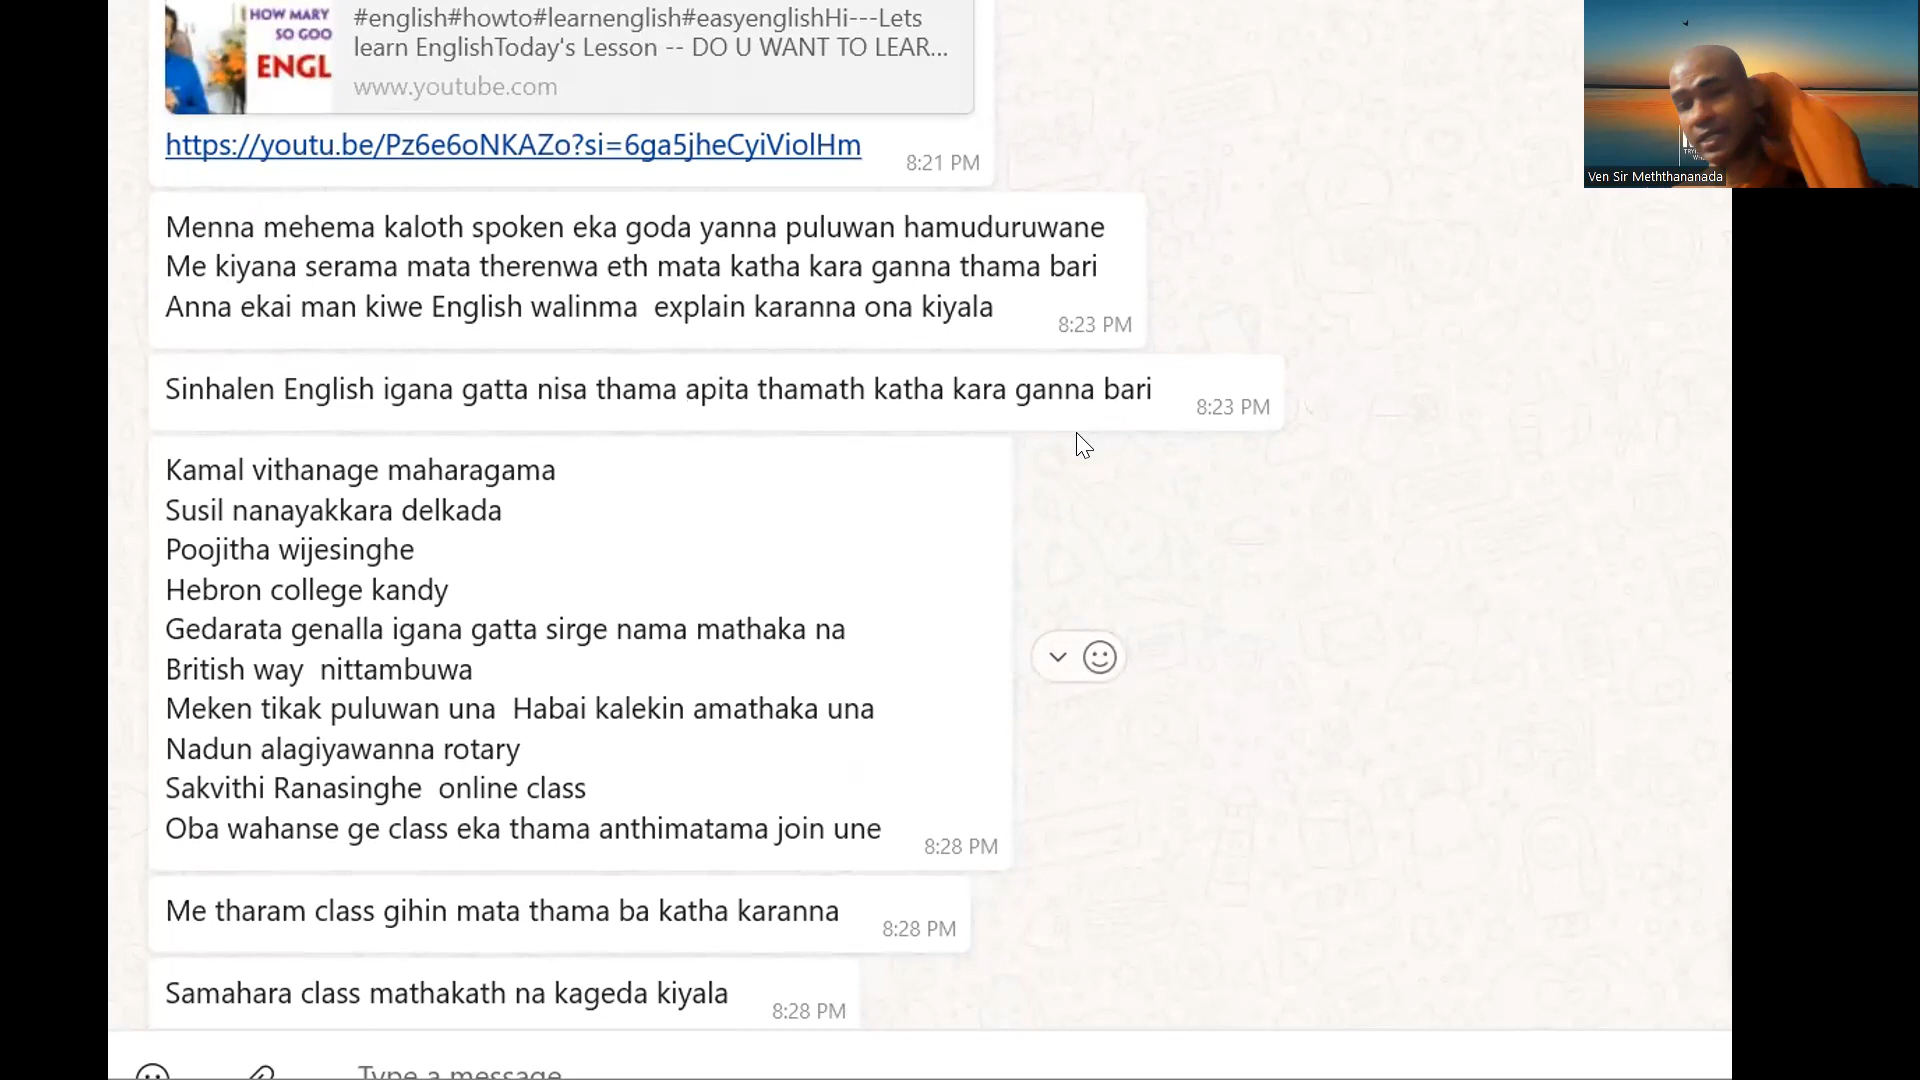 HOW MARY
SO GOO
ENGL
#english#howto#learnenglish#easyenglishHi---Lets
learn EnglishToday's Lesson -- DO U WANT TO LEAR...
www.youtube.com
https://youtu.be/Pz6e6oNKAZo?si=6ga5jheCyiViolHm
8:21 PM
Menna mehema kaloth spoken eka goda yanna puluwan hamuduruwane
Me kiyana serama mata therenwa eth mata katha kara ganna thama bari
Anna ekai man kiwe English walinma  explain karanna ona kiyala
8:23 PM
Sinhalen English igana gatta nisa thama apita thamath katha kara ganna bari
8:23 PM
Kamal vithanage maharagama
Susil nanayakkara delkada
Poojitha wijesinghe
Hebron college kandy
Gedarata genalla igana gatta sirge nama mathaka na
British way  nittambuwa
Meken tikak puluwan una  Habai kalekin amathaka una
Nadun alagiyawanna rotary
Sakvithi Ranasinghe  online class
Oba wahanse ge class eka thama anthimatama join une
8:28 PM
Me tharam class gihin mata thama ba katha karanna
8:28 PM
Samahara class mathakath na kageda kiyala
8:28 PM
Type a message
Ven Sir Meththananada